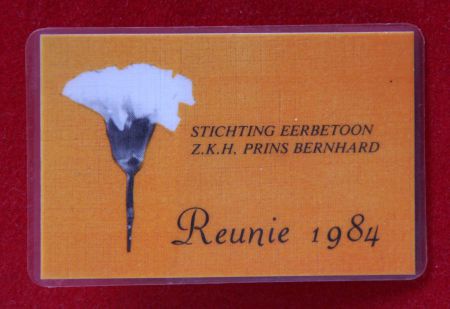 STICHTING EERBETOON
Z.K.H. PRINS BERNHARD
Reunie 1984